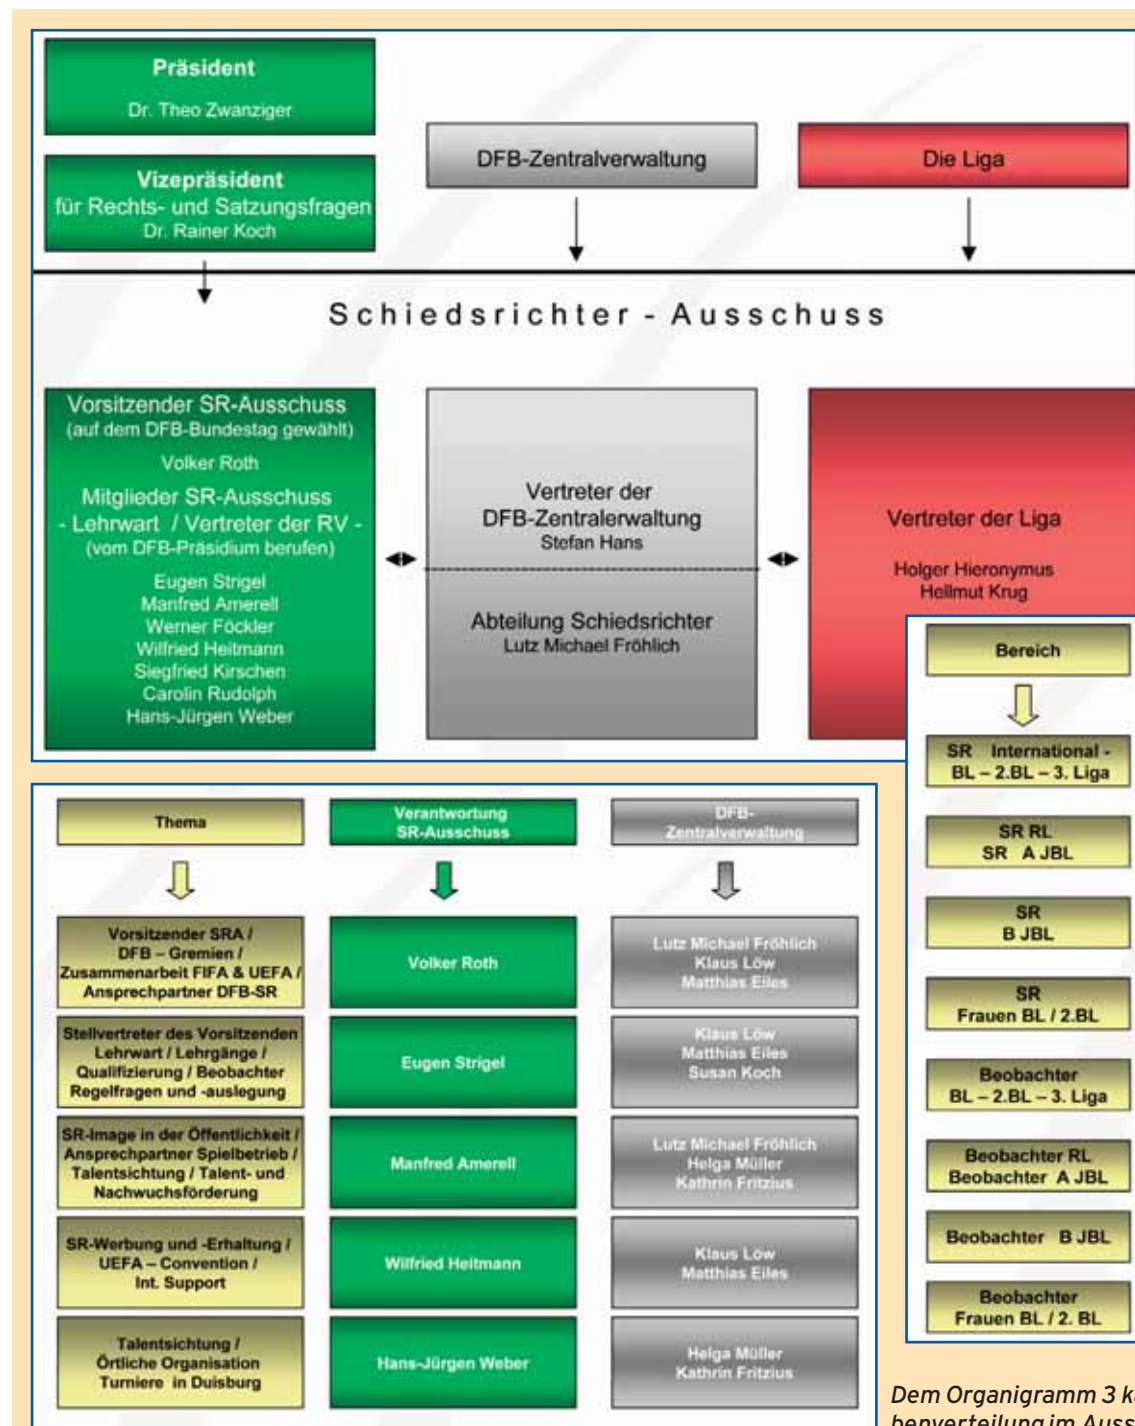 Präsident
Dr. Theo Zwanziger
Vizepräsident
für Rechts- und Satzungsfragen
Dr. Rainer Koch
DFB-Zentralverwaltung
Die Liga
Schiedsrichter - Ausschuss
Vorsitzender SR-Ausschuss
(auf dem DFB-Bundestag gewählt)
Volker Roth
Mitglieder SR-Ausschuss
- Lehrwart / Vertreter der RV -
(vom DFB-Präsidium berufen)
Eugen Strigel
Manfred Amerell
Werner Föckler
Wilfried Heitmann
Siegfried Kirschen
Carolin Rudolph
Hans-Jürgen Weber
Vertreter der
DFB-Zentralerwaltung
Stefan Hans
Abteilung Schiedsrichter
Lutz Michael Fröhlich
Vertreter der Liga
Holger Hieronymus
Hellmut Krug
Thema
Verantwortung
SR-Ausschuss
DFB-
Zentralverwaltung
Vorsitzender SRA /
DFB – Gremien /
Zusammenarbeit FIFA & UEFA /
Ansprechpartner DFB-SR
Volker Roth
Lutz Michael Fröhlich
Klaus Löw
Matthias Eiles
Stellvertreter des Vorsitzenden
Lehrwart / Lehrgänge /
Qualifizierung / Beobachter
Regelfragen und -auslegung
Eugen Strigel
Klaus Löw
Matthias Eiles
Susan Koch
SR-Image in der Öffentlichkeit /
Ansprechpartner Spielbetrieb /
Talentsichtung / Talent- und
Nachwuchsförderung
Manfred Amerell
Lutz Michael Fröhlich
Helga Müller
Kathrin Fritzius
SR-Werbung und -Erhaltung /
UEFA – Convention /
Int. Support
Wilfried Heitmann
Klaus Löw
Matthias Eiles
Talentsichtung /
Örtliche Organisation
Turniere in Duisburg
Hans-Jürgen Weber
Helga Müller
Kathrin Fritzius
Bereich
SR International -
BL – 2.BL – 3. Liga
SR RL
SR A JBL
SR
B JBL
SR
Frauen BL / 2.BL
Beobachter
BL – 2.BL – 3. Liga
Beobachter RL
Beobachter A JBL
Beobachter B JBL
Beobachter
Frauen BL / 2. BL
Dem Organigramm 3
benverteilung im